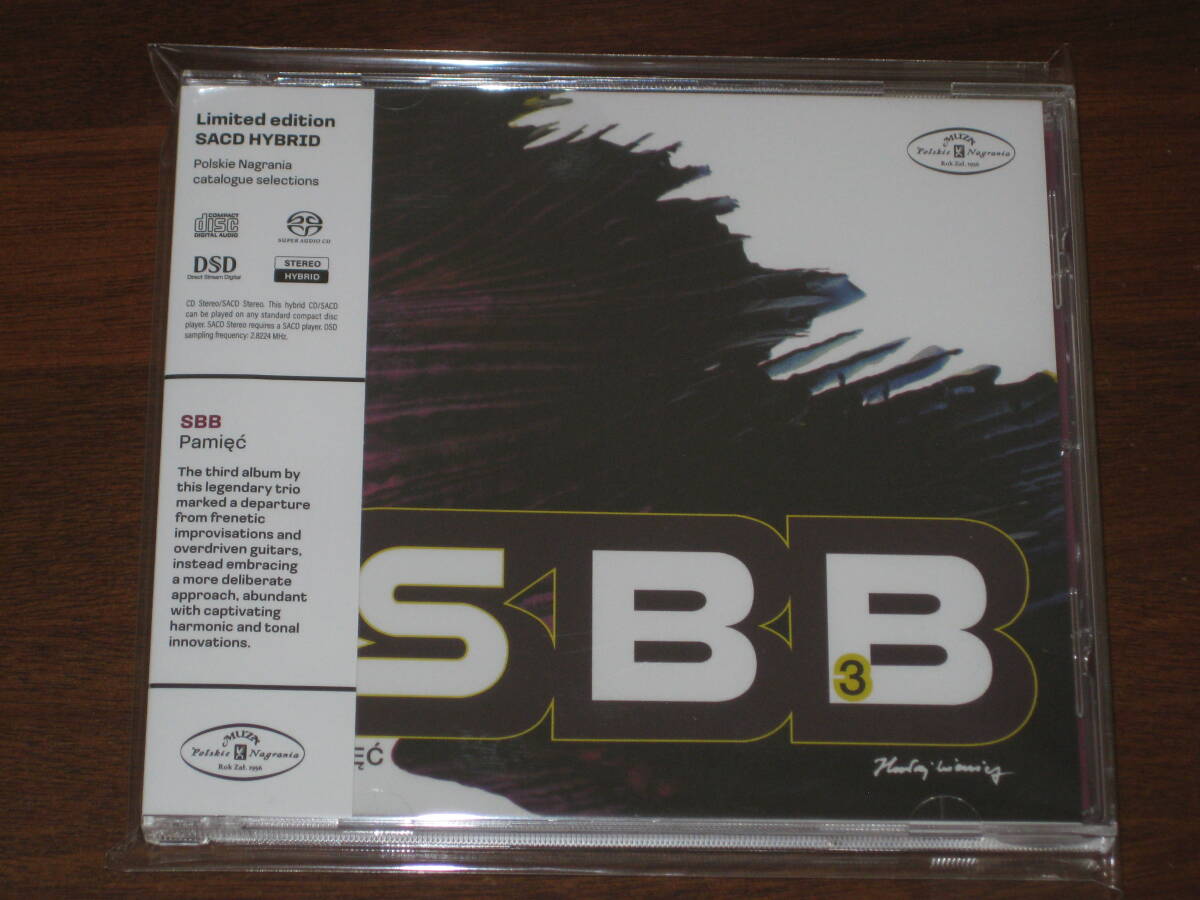 Limited edition
SACD HYBRID
Polskie Nagrania
catalogue selections
COMPACT
disc
DIGITAL AUDIO
SUPER AUDIO CD
DSD
Direct Stream Digital
STEREO
HYBRID
CD Stereo/SACD Stereo. This hybrid CD/SACD
can be played on any standard compact disc
player. SACD Stereo requires a SACD player. DSD
sampling frequency: 2.8224 MHz.
SBB
Pamięć
The third album by
this legendary trio
marked a departure
from frenetic
improvisations and
overdriven guitars,
instead embracing
a more deliberate
approach, abundant
with captivating
harmonic and tonal
innovations.
MUZA
Polskie Nagrania
Rok Zał. 1956
MUZA
Polskie Nagrania
Rok Zał. 1956
SBB
3
ĘĆ